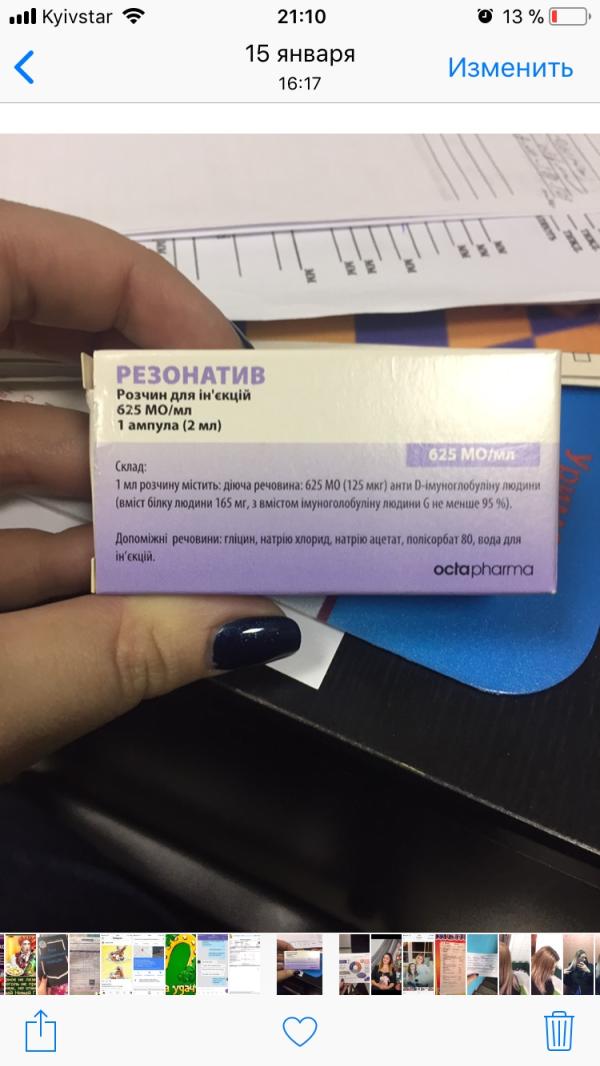 Kyivstar
21:10
13 %
15 января
16:17
Изменить
РЕЗОНАТИВ
Розчин для ін'єкцій
625 МО/мл
1 ампула (2 мл)
625 МО/мл
Склад:
1 мл розчину містить: діюча речовина: 625 МО (125 мкг) анти D-імуноглобуліну людини
(вміст білку людини 165 мг, з вмістом імуноголобуліну людини G не менше 95 %).
Допоміжні речовини: гліцин, натрію хлорид, натрію ацетат, полісорбат 80, вода для
ін'єкцій.
octapharma